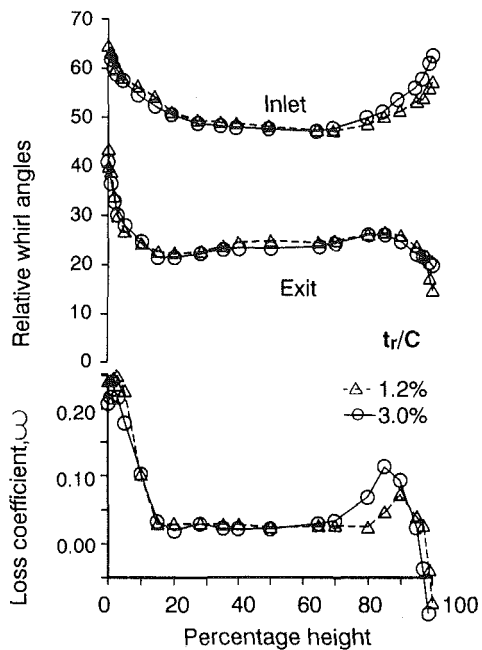 70
60
50
40
30
20
10
0
Relative whirl angles
Inlet
Exit
tr/C
1.2%
3.0%
0.20
0.10
0.00
Loss coefficient,ω
0 20 40 60 80 100
Percentage height